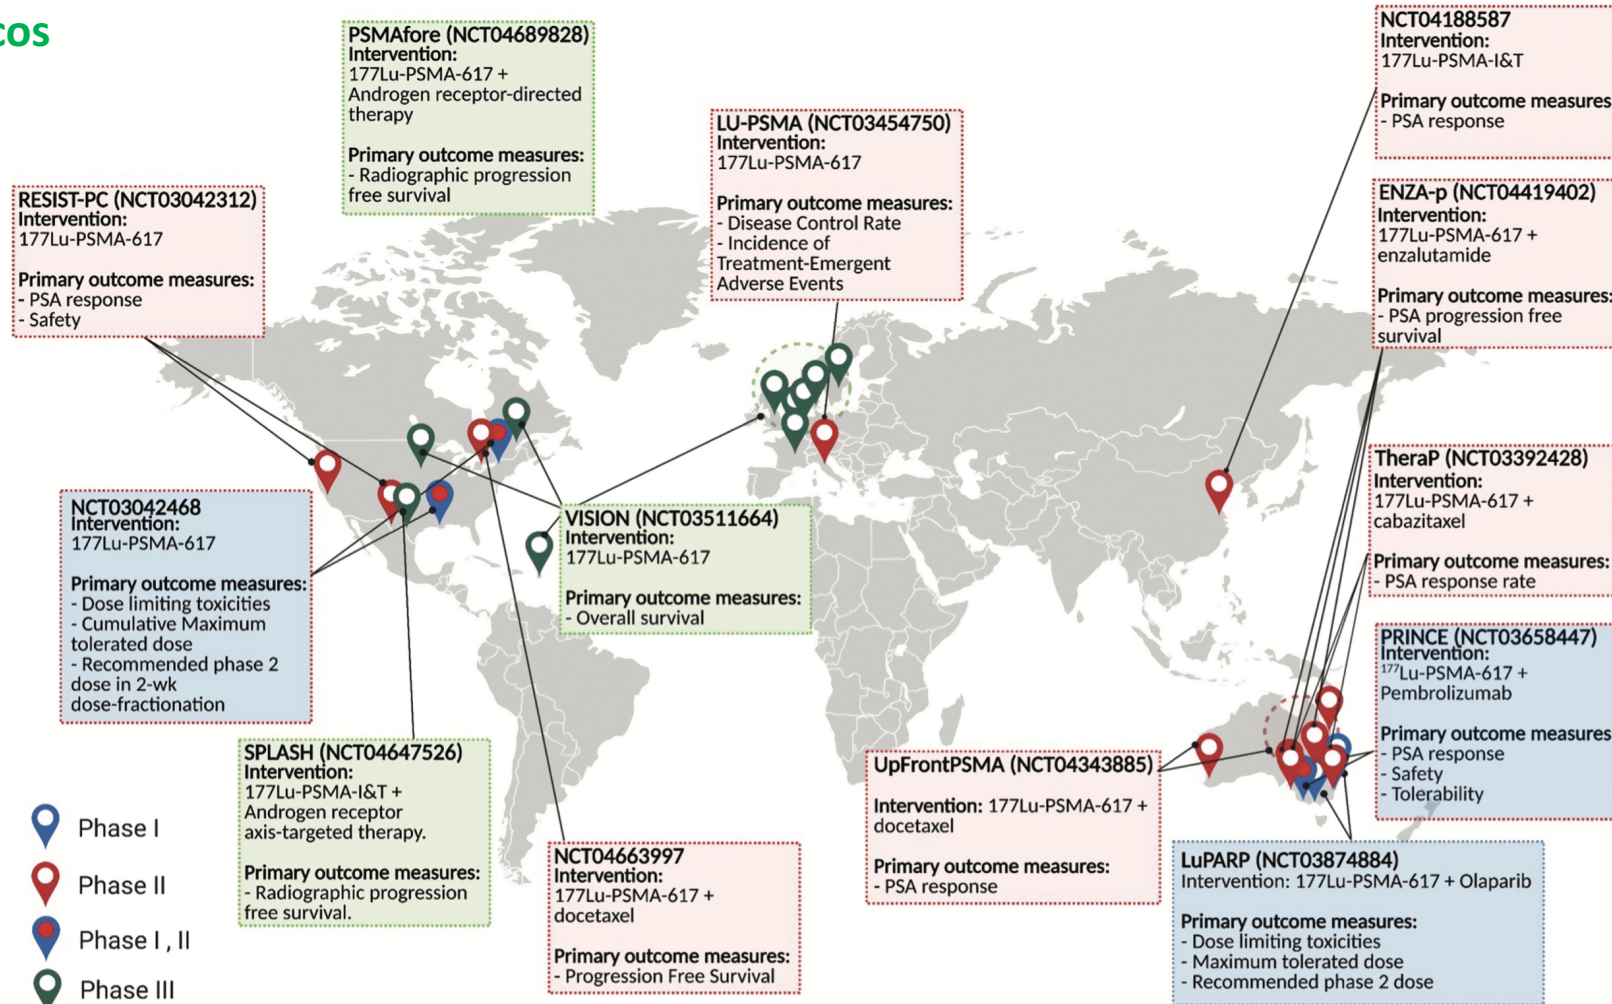 cos
PSMAfore (NCT04689828)
Intervention:
177Lu-PSMA-617 +
Androgen receptor-directed
therapy
Primary outcome measures:
- Radiographic progression
free survival
NCT04188587
Intervention:
177Lu-PSMA-I&T
Primary outcome measures
- PSA response
LU-PSMA (NCT03454750)
Intervention:
177Lu-PSMA-617
Primary outcome measures:
- Disease Control Rate
- Incidence of
Treatment-Emergent
Adverse Events
RESIST-PC (NCT03042312)
Intervention:
177Lu-PSMA-617
Primary outcome measures:
- PSA response
- Safety
ENZA-p (NCT04419402)
Intervention:
177Lu-PSMA-617 +
enzalutamide
Primary outcome measures:
- PSA progression free
survival
TheraP (NCT03392428)
Intervention:
177Lu-PSMA-617 +
cabazitaxel
Primary outcome measures:
- PSA response rate
NCT03042468
Intervention:
177Lu-PSMA-617
Primary outcome measures:
- Dose limiting toxicities
- Cumulative Maximum
tolerated dose
- Recommended phase 2
dose in 2-wk
dose-fractionation
VISION (NCT03511664)
Intervention:
177Lu-PSMA-617
Primary outcome measures:
- Overall survival
PRINCE (NCT03658447)
Intervention:
¹⁷⁷Lu-PSMA-617 +
Pembrolizumab
Primary outcome measures
- PSA response
- Safety
- Tolerability
SPLASH (NCT04647526)
Intervention:
177Lu-PSMA-I&T +
Androgen receptor
axis-targeted therapy.
Primary outcome measures:
- Radiographic progression
free survival.
UpFrontPSMA (NCT04343885)
Intervention: 177Lu-PSMA-617 +
docetaxel
Primary outcome measures:
- PSA response
NCT04663997
Intervention:
177Lu-PSMA-617 +
docetaxel
Primary outcome measures:
- Progression Free Survival
LuPARP (NCT03874884)
Intervention: 177Lu-PSMA-617 + Olaparib
Primary outcome measures:
- Dose limiting toxicities
- Maximum tolerated dose
- Recommended phase 2 dose
Phase I
Phase II
Phase I , II
Phase III